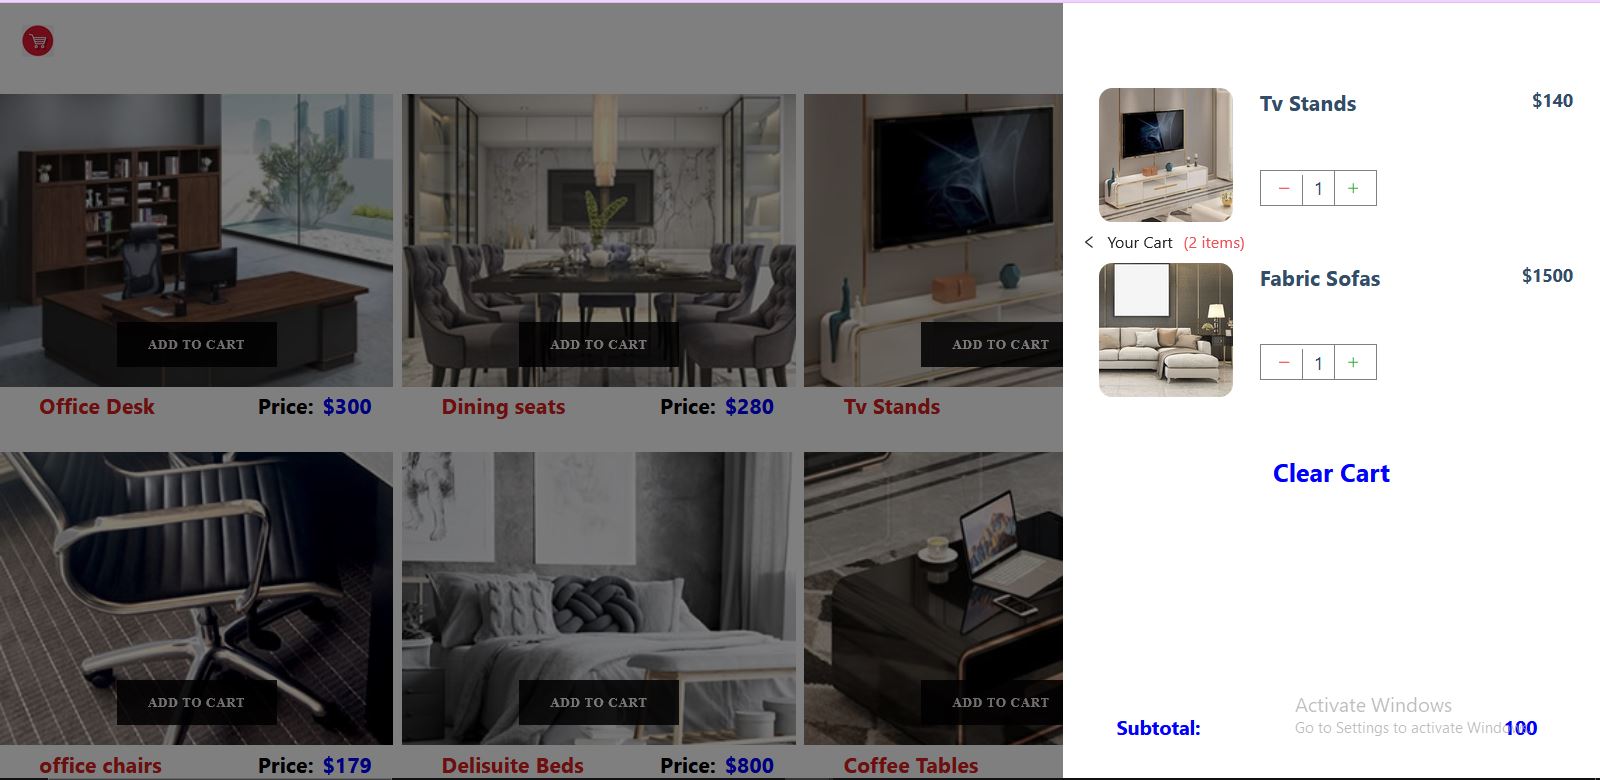 Tv Stands $140
− 1 +
< Your Cart (2 items)
Fabric Sofas $1500
− 1 +
Clear Cart
Subtotal: 100
Activate Windows
Go to Settings to activate Windows.
ADD TO CART
ADD TO CART
ADD TO CART
Office Desk Price: $300
Dining seats Price: $280
Tv Stands
ADD TO CART
ADD TO CART
ADD TO CART
office chairs Price: $179
Delisuite Beds Price: $800
Coffee Tables